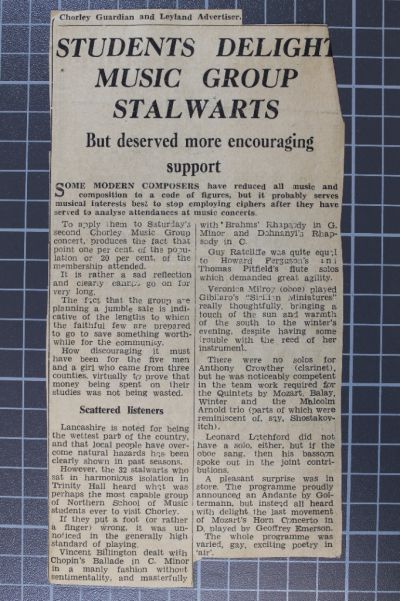 Chorley Guardian and Leyland Advertiser.
STUDENTS DELIGHT
MUSIC GROUP
STALWARTS
But deserved more encouraging
support
SOME MODERN COMPOSERS have reduced all music and
composition to a code of figures, but it probably serves
musical interests best to stop employing ciphers after they have
served to analyse attendances at music concerts.
To apply them to Saturday's
second Chorley Music Group
concert, produces the fact that
point one per cent. of the popu-
lation or 20 per cent. of the
membership attended.
It is rather a sad reflection
and clearly cannot go on for
very long.
The fact that the group are
planning a jumble sale is indi-
cative of the lengths to which
the faithful few are prepared
to go to save something worth-
while for the community.
How discouraging it must
have been for the five men
and a girl who came from three
counties, virtually to prove that
money being spent on their
studies was not being wasted.
Scattered listeners
Lancashire is noted for being
the wettest part of the country,
and that local people have over-
come natural hazards has been
clearly shown in past seasons.
However, the 32 stalwarts who
sat in harmonious isolation in
Trinity Hall heard what was
perhaps the most capable group
of Northern School of Music
students ever to visit Chorley.
If they put a foot (or rather
a finger) wrong, it was un-
noticed in the generally high
standard of playing.
Vincent Billington dealt with
Chopin's Ballade in C. Minor
in a manly fashion without
sentimentality, and masterfully
with Brahms' Rhapsody in G.
Minor and Dohnanyi's Rhap-
sody in C.
Guy Ratcliffe was quite equal
to Howard Ferguson's and
Thomas Pitfield's flute solos
which demanded great agility.
Veronica Milroy (oboe) played
Gibilaro's "Sicilian Miniatures"
really thoughtfully, bringing a
touch of the sun and warmth
of the south to the winter's
evening, despite having some
trouble with the reed of her
instrument.
There were no solos for
Anthony Crowther (clarinet),
but he was noticeably competent
in the team work required for
the Quintets by Mozart, Balay,
Winter and the Malcolm
Arnold trio (parts of which were
reminiscent of, say, Shostakov-
itch).
Leonard Lutchford did not
have a solo, either, but if the
oboe sang, then his bassoon
spoke out in the joint contri-
butions.
A pleasant surprise was in
store. The programme proudly
announced an Andante by Gol-
termann, but instead all heard
with delight the last movement
of Mozart's Horn Concerto in
D, played by Geoffrey Emerson.
The whole programme was
varied, gay, exciting poetry in
'air'.